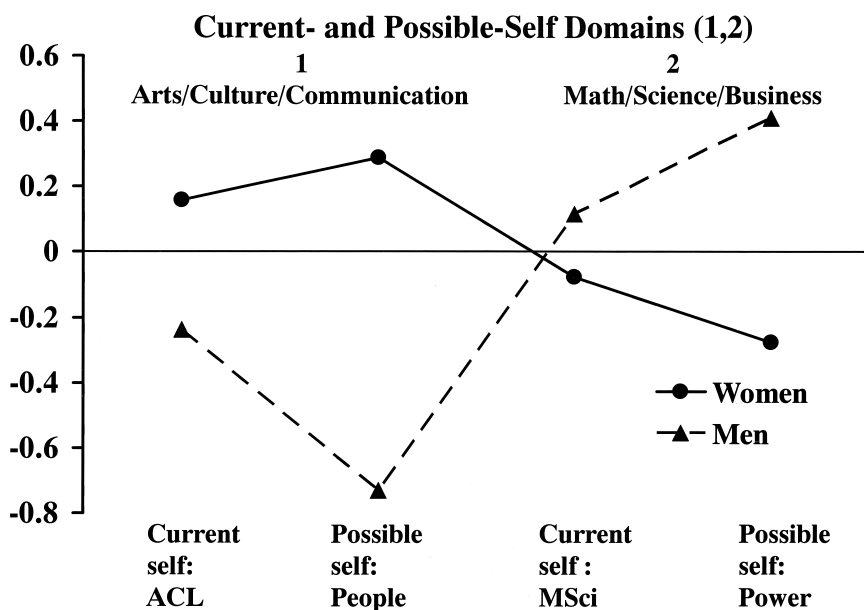 Current- and Possible-Self Domains (1,2)
1
2
Arts/Culture/Communication
Math/Science/Business
0.6
0.4
0.2
0
-0.2
-0.4
-0.6
-0.8
Women
Men
Current
self:
ACL
Possible
self:
People
Current
self :
MSci
Possible
self:
Power